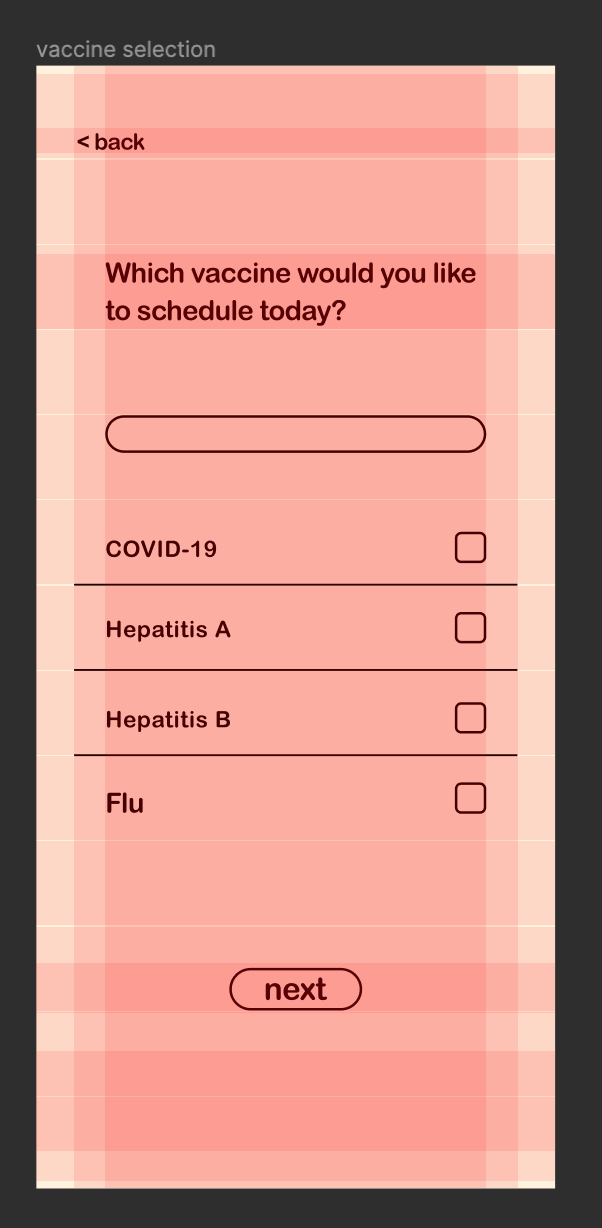 vaccine selection
< back
Which vaccine would you like
to schedule today?
COVID-19
Hepatitis A
Hepatitis B
Flu
next